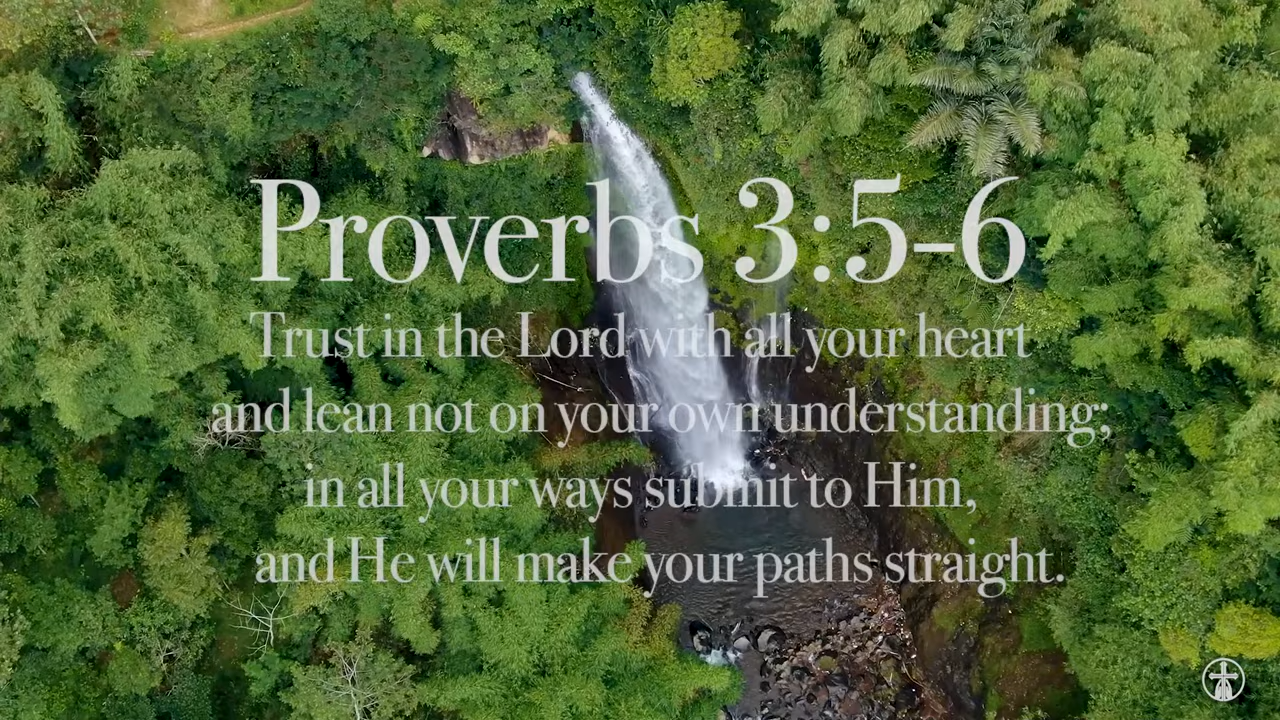 Proverbs 3:5-6
Trust in the Lord with all your heart
and lean not on your own understanding;
in all your ways submit to Him,
and He will make your paths straight.